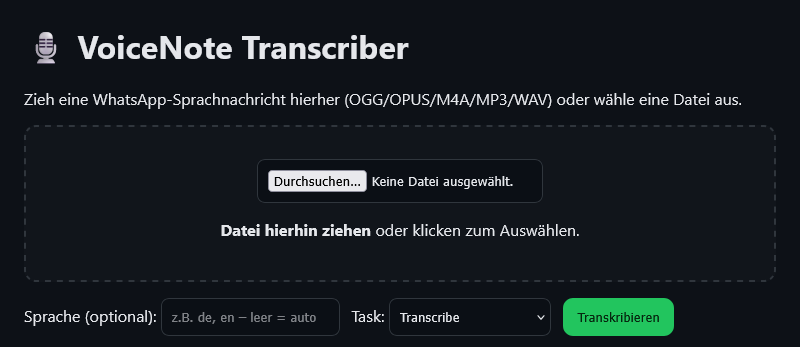 VoiceNote Transcriber
Zieh eine WhatsApp-Sprachnachricht hierher (OGG/OPUS/M4A/MP3/WAV) oder wähle eine Datei aus.
Durchsuchen... Keine Datei ausgewählt.
Datei hierhin ziehen oder klicken zum Auswählen.
Sprache (optional): z.B. de, en – leer = auto Task: Transcribe Transkribieren